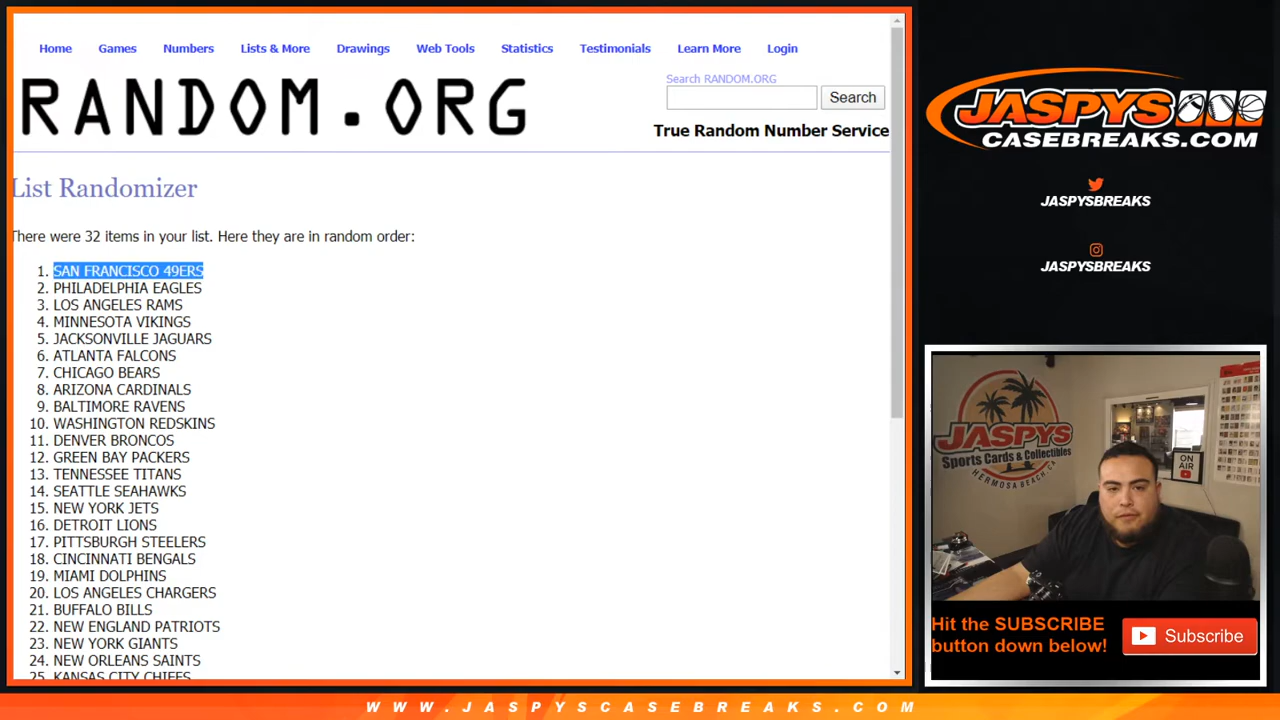 Home Games Numbers Lists & More Drawings Web Tools Statistics Testimonials Learn More Login
RANDOM.ORG
Search RANDOM.ORG
Search
True Random Number Service
List Randomizer
There were 32 items in your list. Here they are in random order:
1. SAN FRANCISCO 49ERS
2. PHILADELPHIA EAGLES
3. LOS ANGELES RAMS
4. MINNESOTA VIKINGS
5. JACKSONVILLE JAGUARS
6. ATLANTA FALCONS
7. CHICAGO BEARS
8. ARIZONA CARDINALS
9. BALTIMORE RAVENS
10. WASHINGTON REDSKINS
11. DENVER BRONCOS
12. GREEN BAY PACKERS
13. TENNESSEE TITANS
14. SEATTLE SEAHAWKS
15. NEW YORK JETS
16. DETROIT LIONS
17. PITTSBURGH STEELERS
18. CINCINNATI BENGALS
19. MIAMI DOLPHINS
20. LOS ANGELES CHARGERS
21. BUFFALO BILLS
22. NEW ENGLAND PATRIOTS
23. NEW YORK GIANTS
24. NEW ORLEANS SAINTS
25. KANSAS CITY CHIEFS
JASPYS
CASEBREAKS.COM
JASPYSBREAKS
JASPYSBREAKS
JASPYS
Sports Cards & Collectibles
HERMOSA BEACH, CA
ON
AIR
Hit the SUBSCRIBE
button down below!
Subscribe
WWW.JASPYSCASEBREAKS.COM